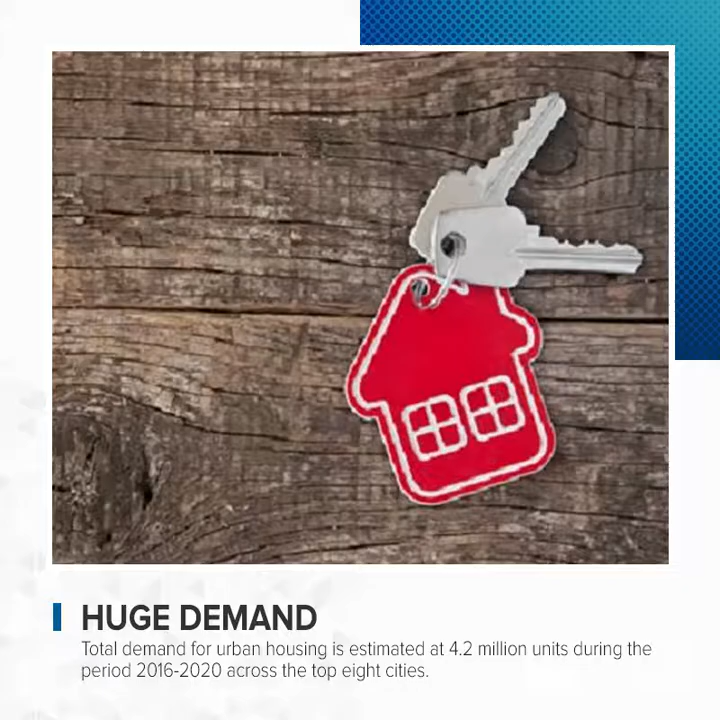 HUGE DEMAND
Total demand for urban housing is estimated at 4.2 million units during the
period 2016-2020 across the top eight cities.